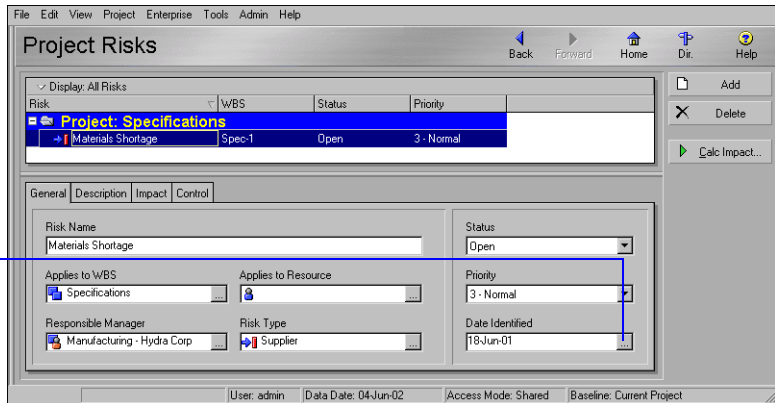 File Edit View Project Enterprise Tools Admin Help
Project Risks
Back Forward Home Dir. Help
Display: All Risks
Risk WBS Status Priority
Project: Specifications
Materials Shortage Spec-1 Open 3 - Normal
Add
Delete
Calc Impact...
General Description Impact Control
Risk Name
Materials Shortage
Status
Open
Applies to WBS
Specifications ...
Applies to Resource
...
Priority
3 - Normal
Responsible Manager
Manufacturing - Hydra Corp ...
Risk Type
Supplier ...
Date Identified
18-Jun-01 ...
User: admin Data Date: 04-Jun-02 Access Mode: Shared Baseline: Current Project